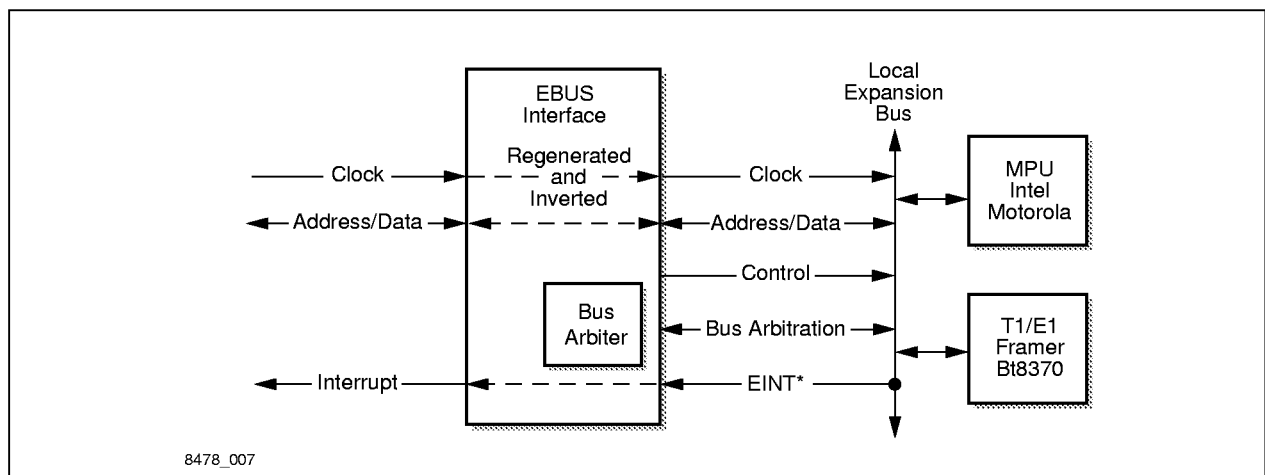 EBUS
Interface
Local
Expansion
Bus
Clock
Regenerated
and
Inverted
Clock
MPU
Intel
Motorola
Address/Data
Address/Data
Control
Bus
Arbiter
Bus Arbitration
T1/E1
Framer
Bt8370
Interrupt
EINT*
8478_007